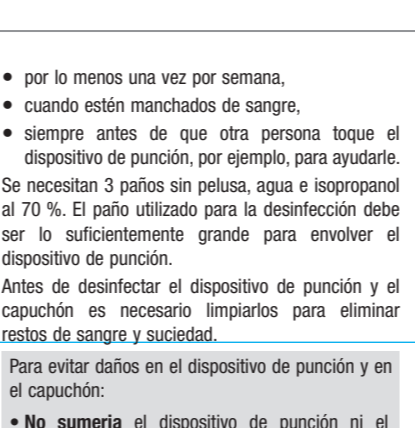 • por lo menos una vez por semana,
• cuando estén manchados de sangre,
• siempre antes de que otra persona toque el
dispositivo de punción, por ejemplo, para ayudarle.
Se necesitan 3 paños sin pelusa, agua e isopropanol
al 70 %. El paño utilizado para la desinfección debe
ser lo suficientemente grande para envolver el
dispositivo de punción.
Antes de desinfectar el dispositivo de punción y el
capuchón es necesario limpiarlos para eliminar
restos de sangre y suciedad.
Para evitar daños en el dispositivo de punción y en
el capuchón:
• No sumerja el dispositivo de punción ni el